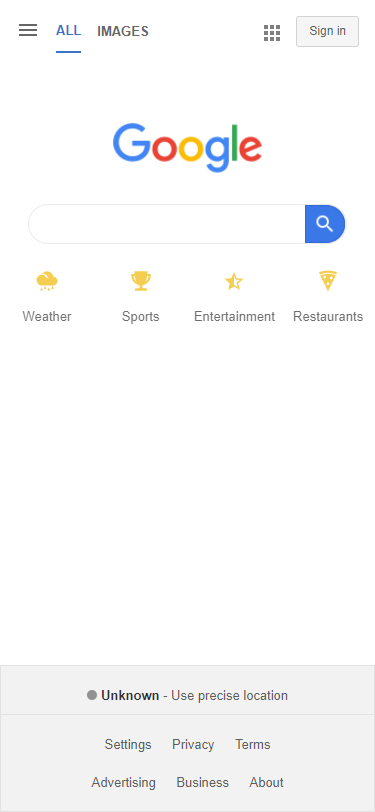 ALL IMAGES Sign in
Google
Weather Sports Entertainment Restaurants
Unknown - Use precise location
Settings Privacy Terms
Advertising Business About